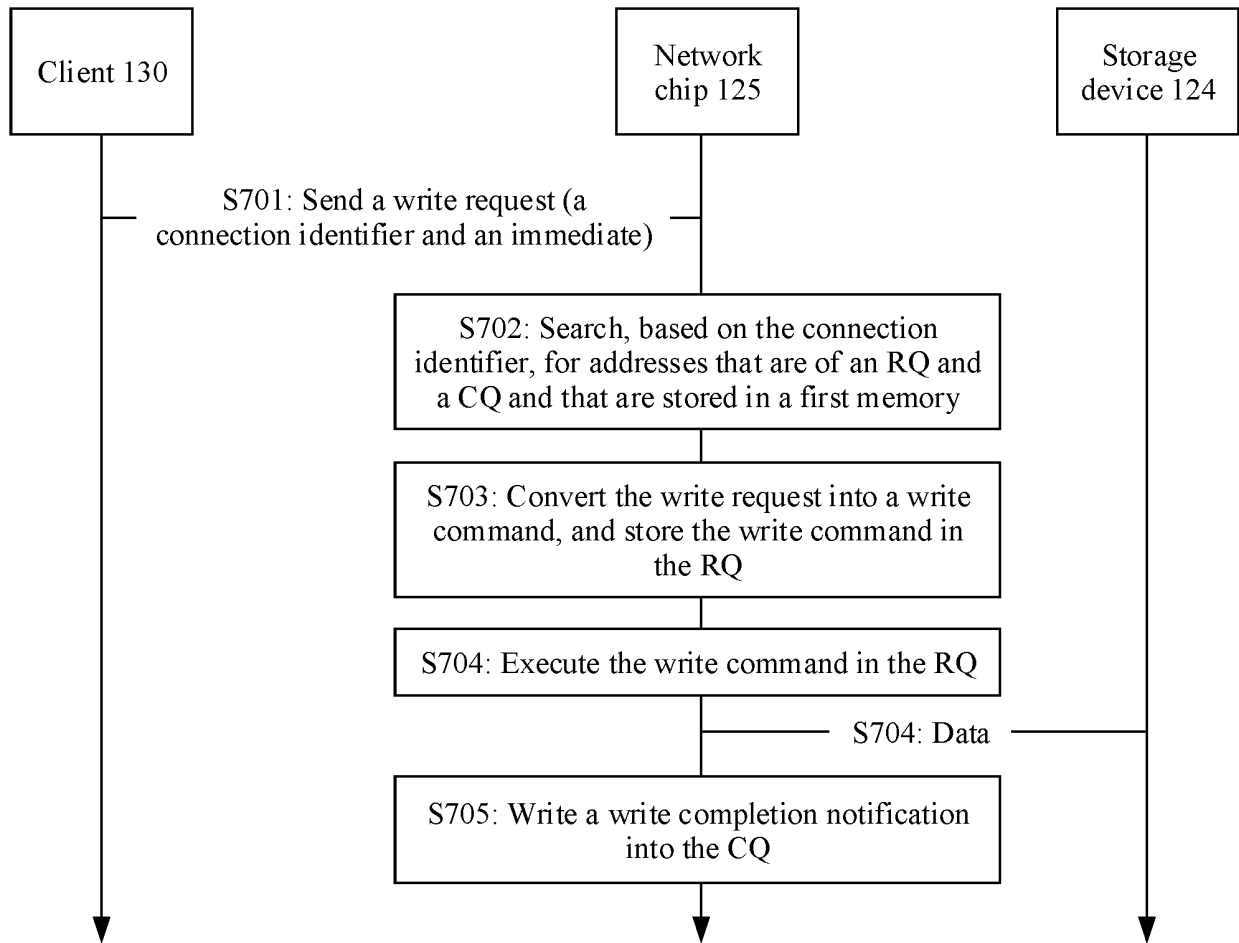 Client 130
Network
chip 125
Storage
device 124
S701: Send a write request (a
connection identifier and an immediate)
S702: Search, based on the connection
identifier, for addresses that are of an RQ and
a CQ and that are stored in a first memory
S703: Convert the write request into a write
command, and store the write command in
the RQ
S704: Execute the write command in the RQ
S704: Data
S705: Write a write completion notification
into the CQ